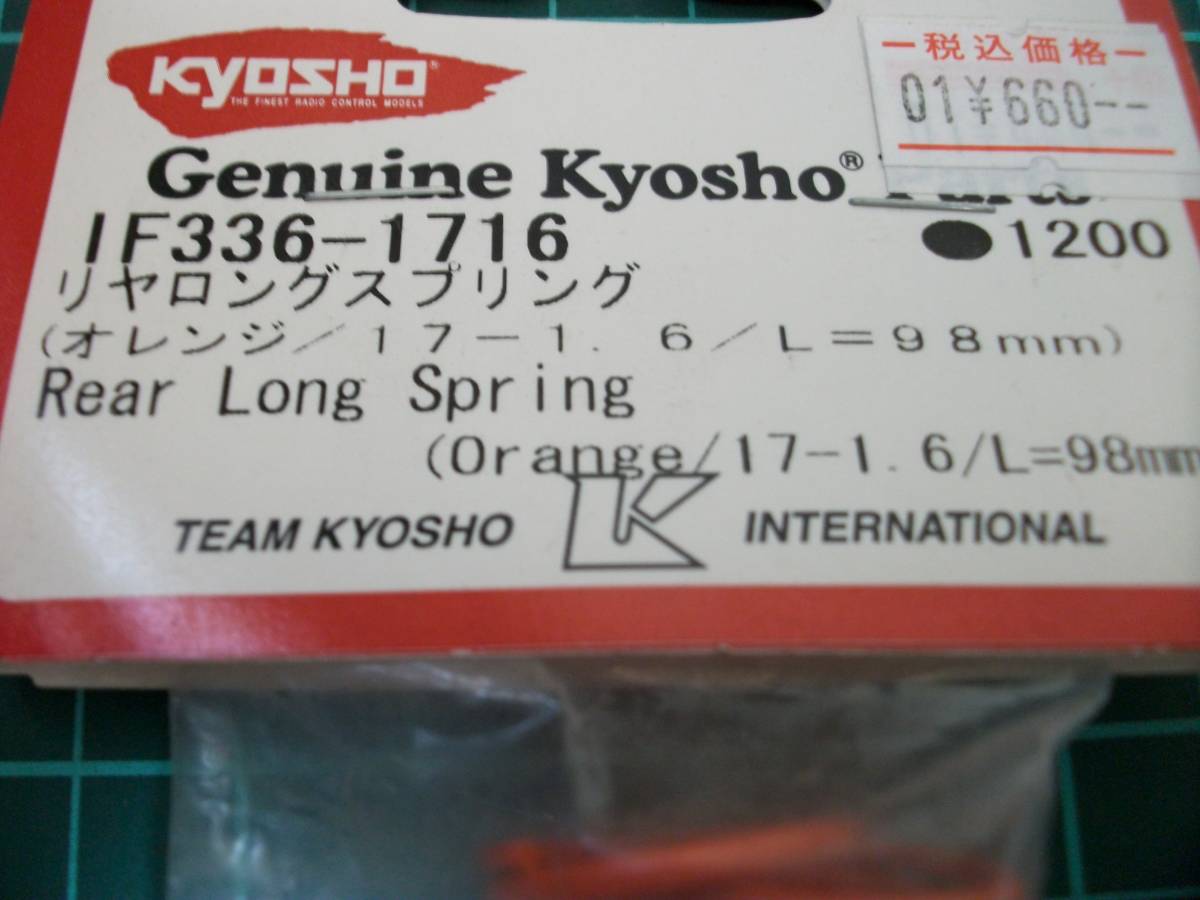 KYOSHO®
THE FINEST RADIO CONTROL MODELS
ー税込価格ー
01￥660--
Genuine Kyosho®
IF336-1716 ●1200
リヤロングスプリング
(オレンジ／１７－１．６／Ｌ＝９８ｍｍ)
Rear Long Spring
(Orange/17-1.6/L=98mm
TEAM KYOSHO K INTERNATIONAL